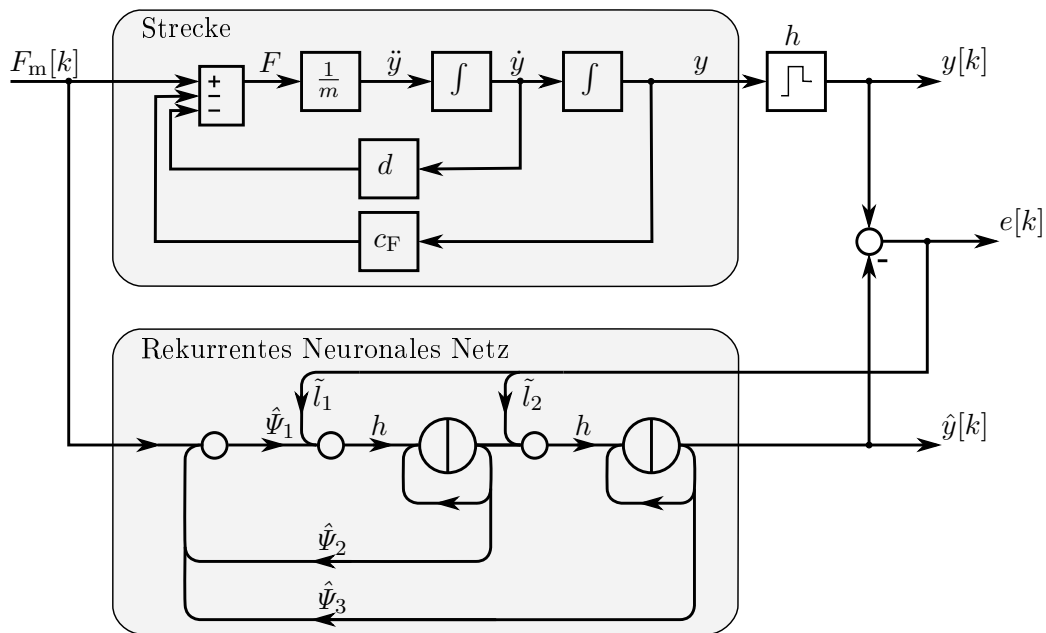 Strecke
h
F_m[k]
F
1/m
ÿ
∫
ẏ
∫
y
y[k]
+
−
−
d
c_F
e[k]
-
Rekurrentes Neuronales Netz
l̃_1
l̃_2
Ψ̂_1
h
h
ŷ[k]
Ψ̂_2
Ψ̂_3